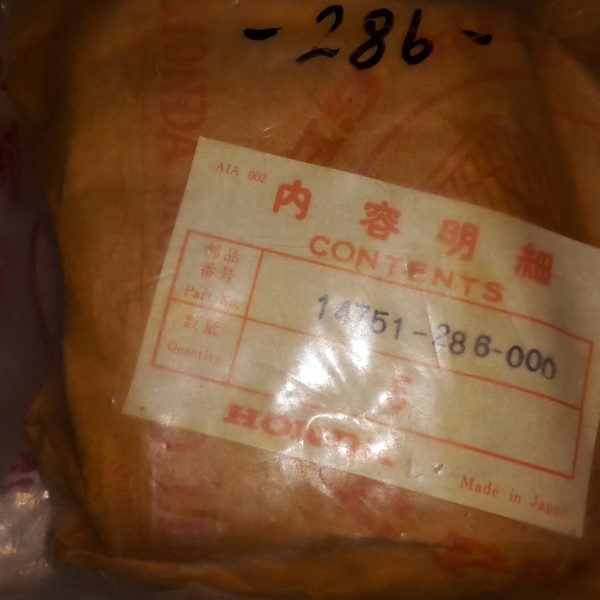 -286-
AIA 002
内容明細
CONTENTS
部品番号
Part No.
14751-286-000
数量
Quantity
5
HONDA
Made in Japan